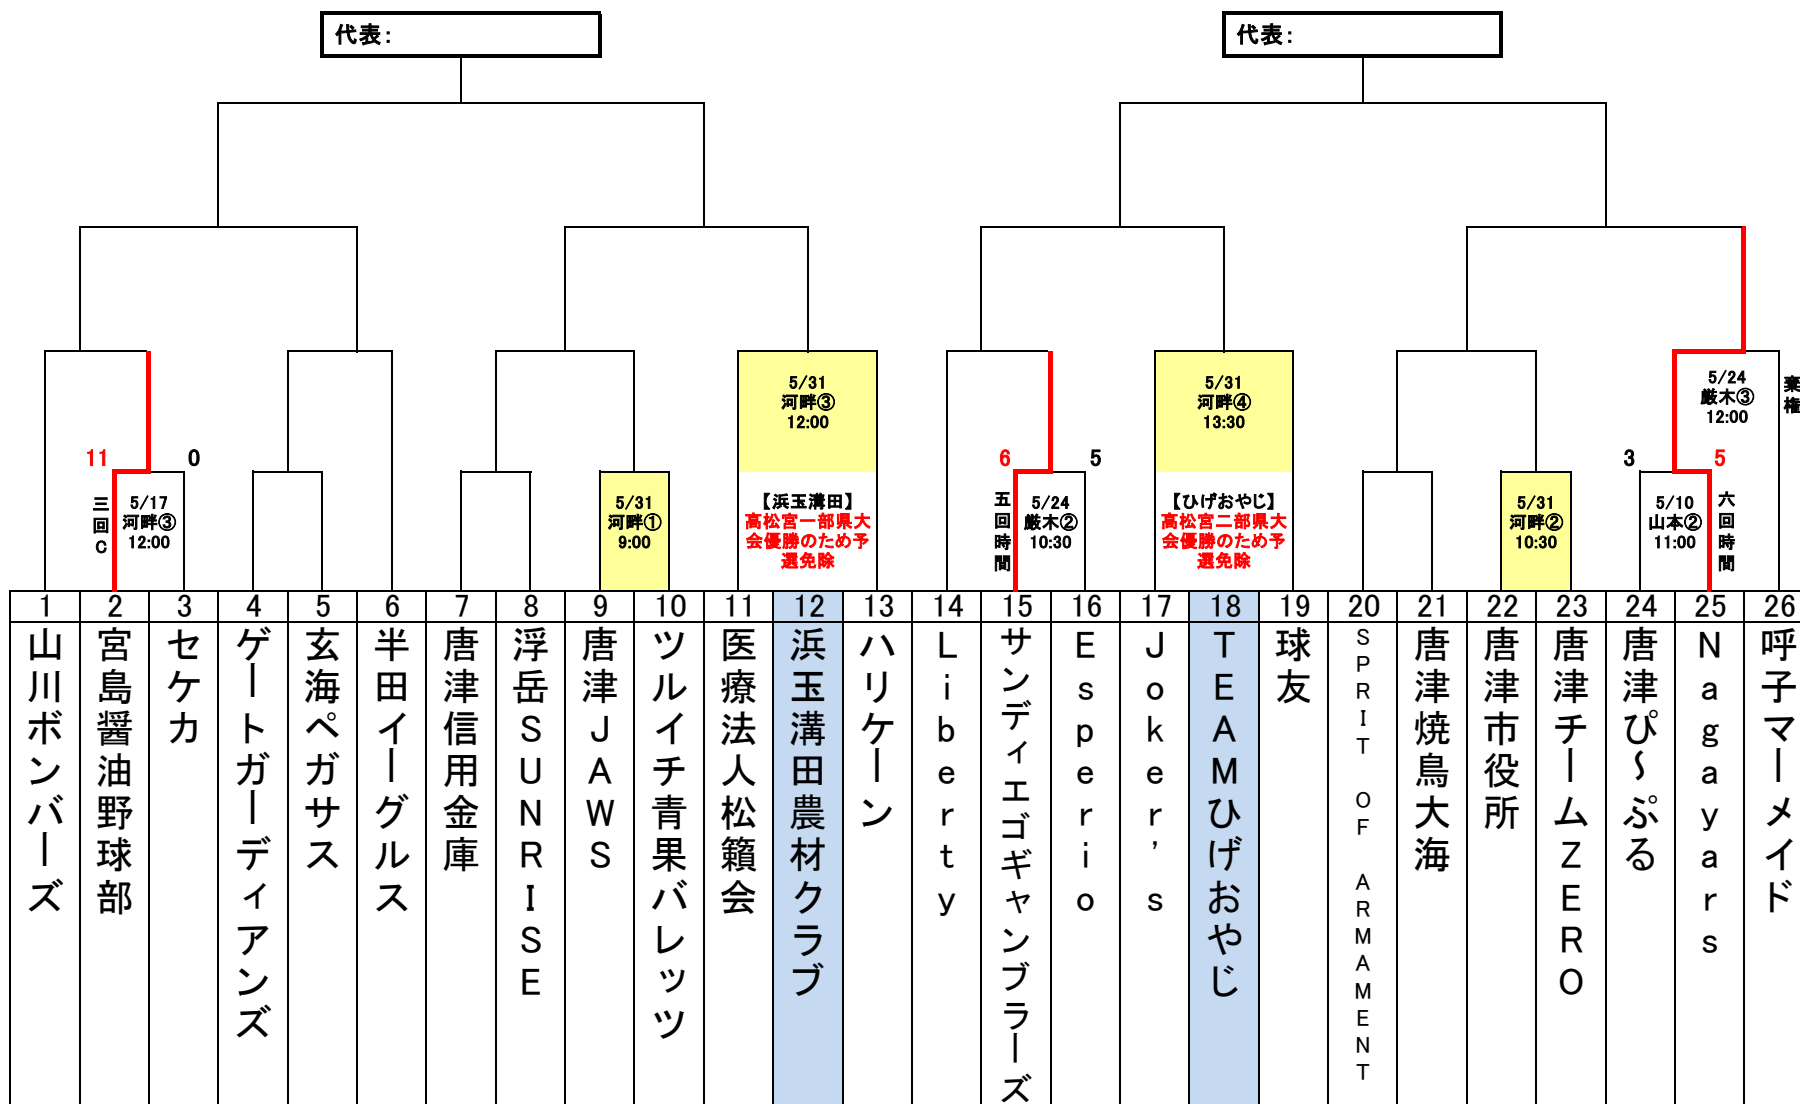 代表：
代表：
5/31
河畔③
12:00
5/31
河畔④
13:30
5/24
厳木③
12:00
棄権
11
0
6
5
3
5
三回C
5/17
河畔③
12:00
5/31
河畔①
9:00
【浜玉溝田】
高松宮一部県大
会優勝のため予
選免除
五回時間
5/24
厳木②
10:30
【ひげおやじ】
高松宮二部県大
会優勝のため予
選免除
5/31
河畔②
10:30
5/10
山本②
11:00
六回時間
1 2 3 4 5 6 7 8 9 10 11 12 13 14 15 16 17 18 19 20 21 22 23 24 25 26
山川ボンバーズ
宮島醤油野球部
セケカ
ゲートガーディアンズ
玄海ペガサス
半田イーグルス
唐津信用金庫
浮岳SUNRISE
唐津JAWS
ツルイチ青果バレッツ
医療法人松籟会
浜玉溝田農材クラブ
ハリケーン
Liberty
サンディエゴギャンブラーズ
Esperio
Joker’s
TEAMひげおやじ
球友
SPRIT OF ARMAMENT
唐津焼鳥大海
唐津市役所
唐津チームZERO
唐津ぴ～ぷる
Nagayars
呼子マーメイド